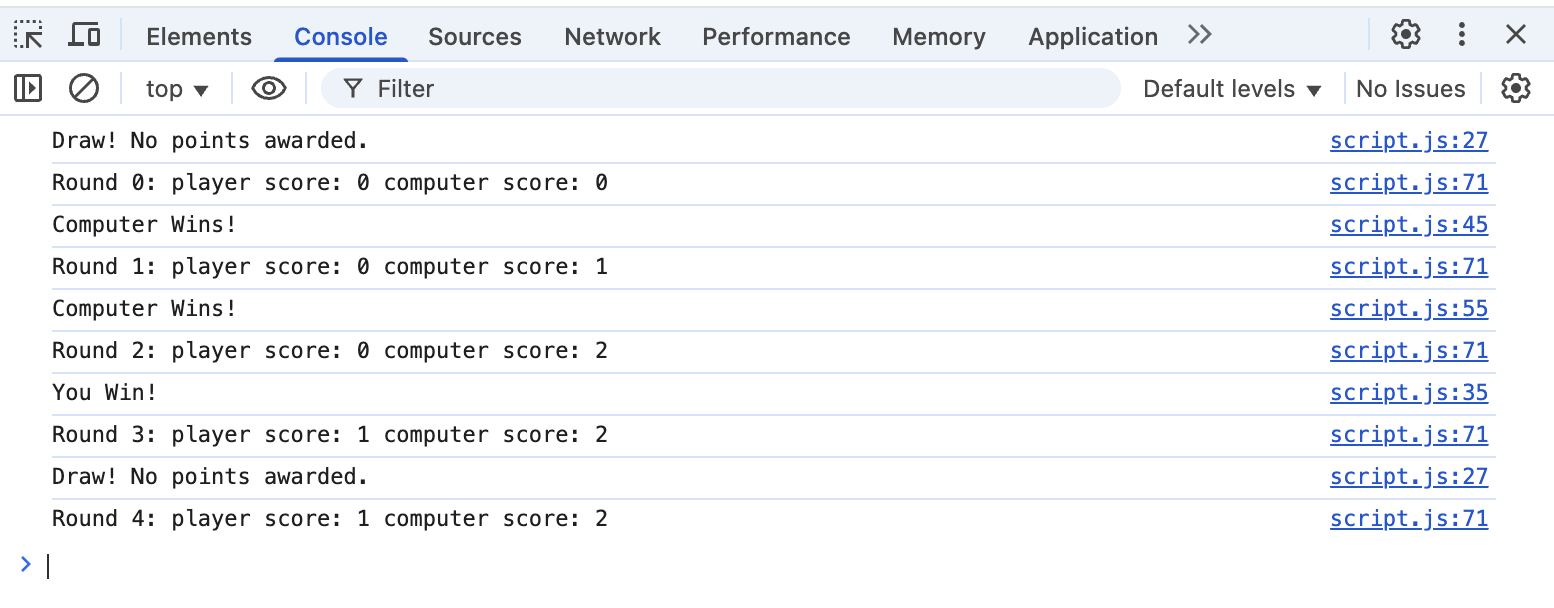 Elements Console Sources Network Performance Memory Application
top Filter Default levels No Issues
Draw! No points awarded. script.js:27
Round 0: player score: 0 computer score: 0 script.js:71
Computer Wins! script.js:45
Round 1: player score: 0 computer score: 1 script.js:71
Computer Wins! script.js:55
Round 2: player score: 0 computer score: 2 script.js:71
You Win! script.js:35
Round 3: player score: 1 computer score: 2 script.js:71
Draw! No points awarded. script.js:27
Round 4: player score: 1 computer score: 2 script.js:71